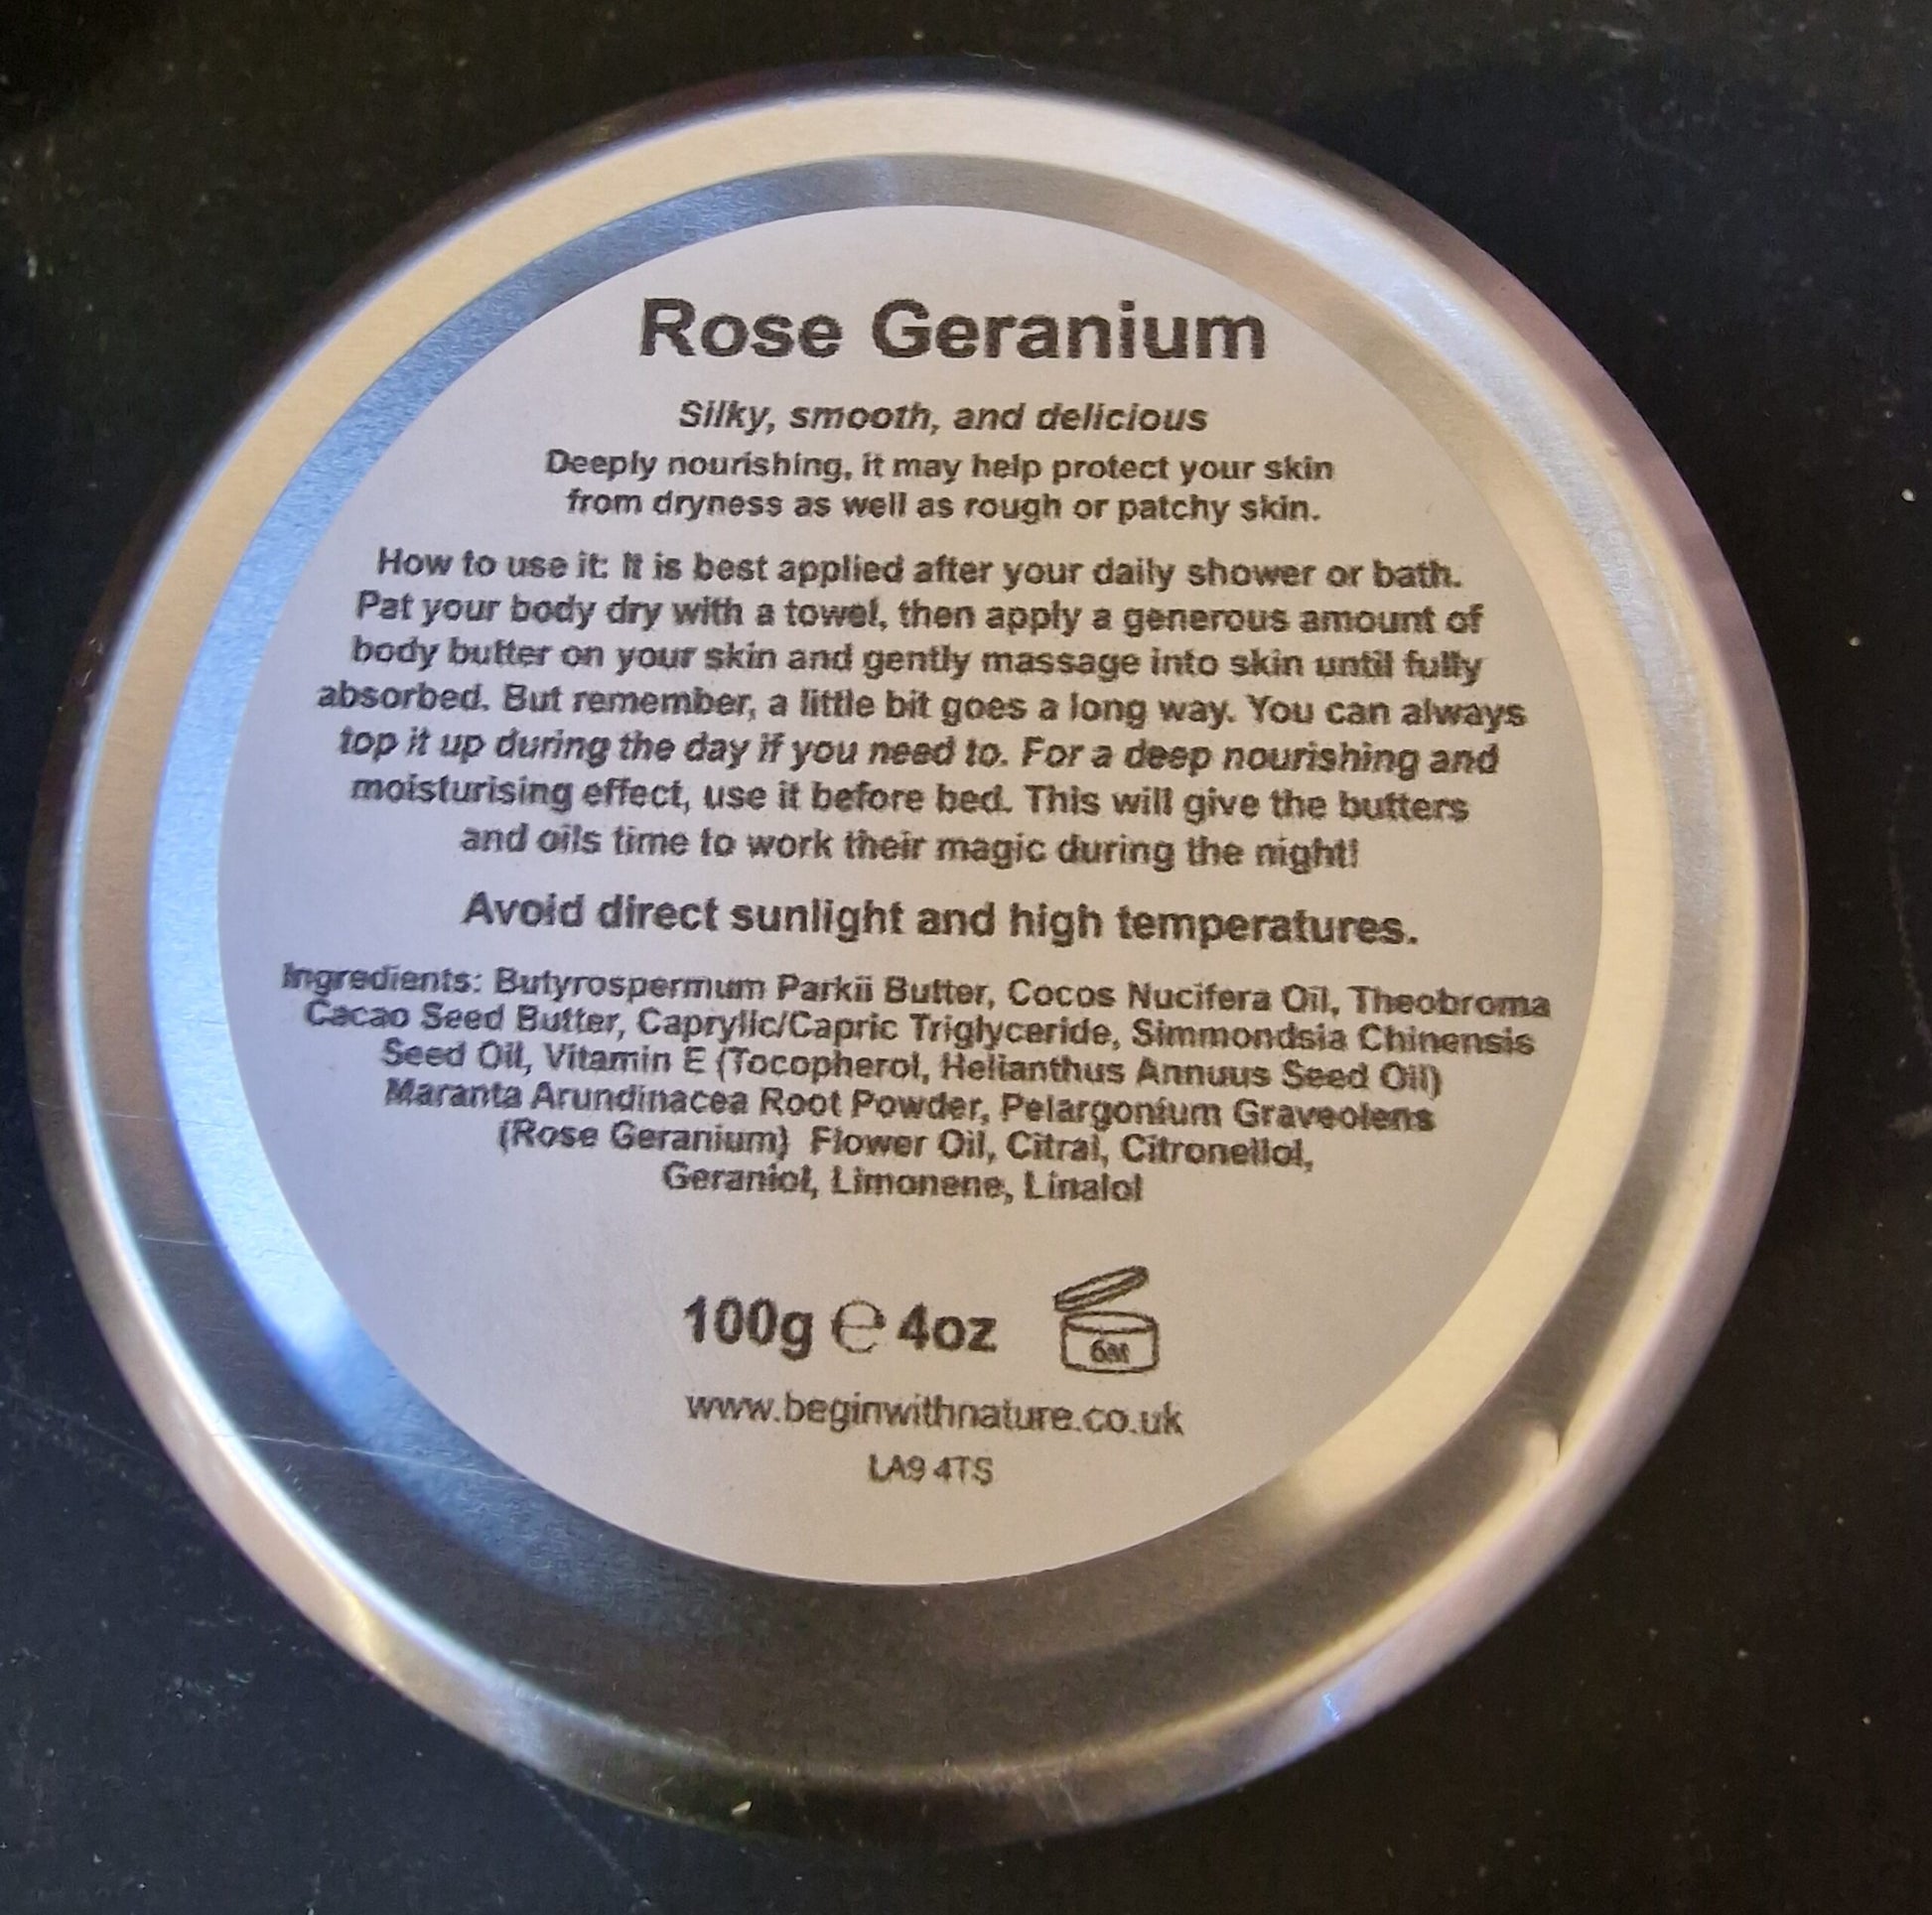 Rose Geranium
Silky, smooth, and delicious
Deeply nourishing, it may help protect your skin
from dryness as well as rough or patchy skin.
How to use it: It is best applied after your daily shower or bath.
Pat your body dry with a towel, then apply a generous amount of
body butter on your skin and gently massage into skin until fully
absorbed. But remember, a little bit goes a long way. You can always
top it up during the day if you need to. For a deep nourishing and
moisturising effect, use it before bed. This will give the butters
and oils time to work their magic during the night!
Avoid direct sunlight and high temperatures.
Ingredients: Butyrospermum Parkii Butter, Cocos Nucifera Oil, Theobroma
Cacao Seed Butter, Caprylic/Capric Triglyceride, Simmondsia Chinensis
Seed Oil, Vitamin E (Tocopherol, Helianthus Annuus Seed Oil)
Maranta Arundinacea Root Powder, Pelargonium Graveolens
(Rose Geranium) Flower Oil, Citral, Citronellol,
Geraniol, Limonene, Linalol
100g ℮ 4oz 6M
www.beginwithnature.co.uk
LA9 4TS